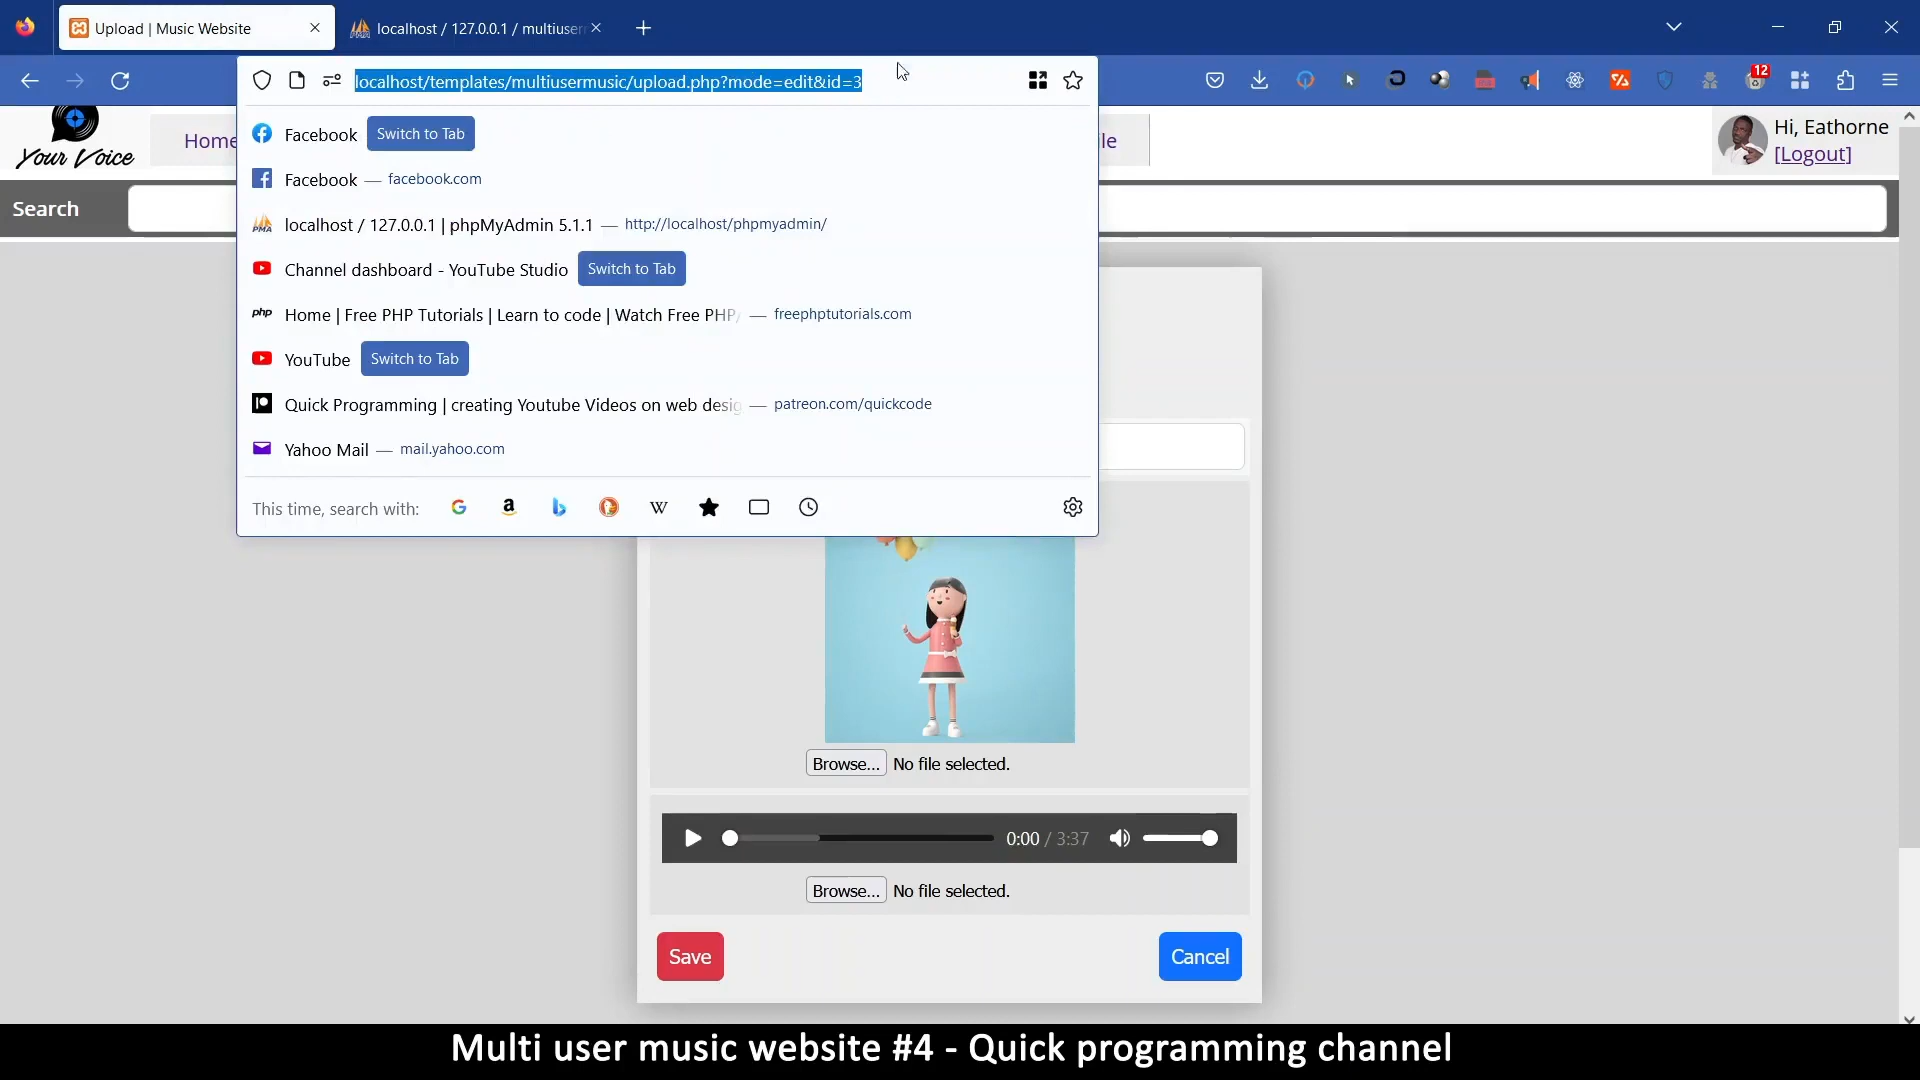 Upload | Music Website
localhost / 127.0.0.1 / multiuser
localhost/templates/multiusermusic/upload.php?mode=edit&id=3
12
Your Voice
Home
le
Hi, Eathorne
[Logout]
Search
Facebook Switch to Tab
Facebook — facebook.com
localhost / 127.0.0.1 | phpMyAdmin 5.1.1 — http://localhost/phpmyadmin/
Channel dashboard - YouTube Studio Switch to Tab
php Home | Free PHP Tutorials | Learn to code | Watch Free PHP — freephptutorials.com
YouTube Switch to Tab
Quick Programming | creating Youtube Videos on web desig — patreon.com/quickcode
Yahoo Mail — mail.yahoo.com
This time, search with:
Browse... No file selected.
0:00 / 3:37
Browse... No file selected.
Save Cancel
Multi user music website #4 - Quick programming channel